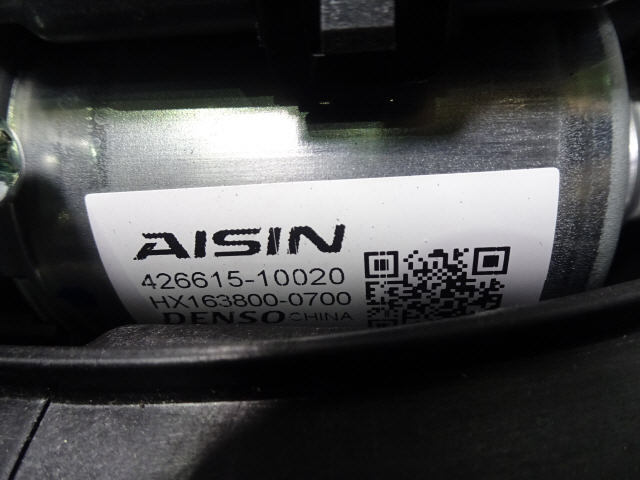 AISIN
426615-10020
HX163800-0700
DENSO CHINA